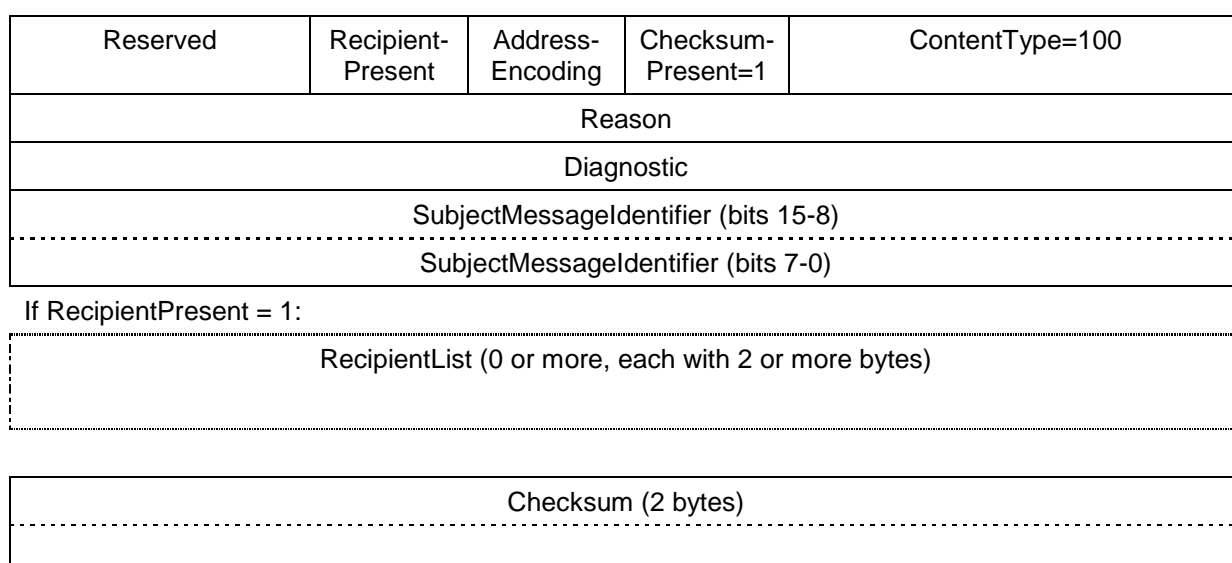 Reserved Recipient- Address- Checksum- ContentType=100
Present Encoding Present=1
Reason
Diagnostic
SubjectMessageIdentifier (bits 15-8)
SubjectMessageIdentifier (bits 7-0)
If RecipientPresent = 1:
RecipientList (0 or more, each with 2 or more bytes)
Checksum (2 bytes)